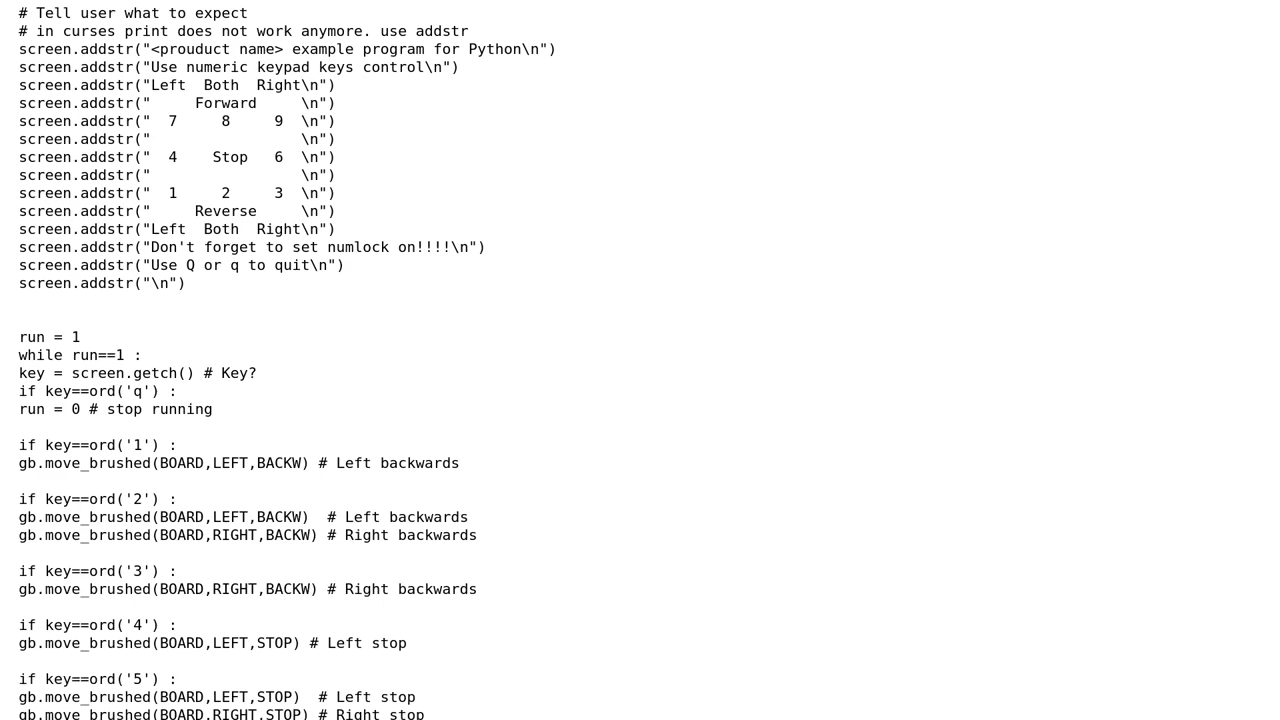 # Tell user what to expect
# in curses print does not work anymore. use addstr
screen.addstr("<prouduct name> example program for Python\n")
screen.addstr("Use numeric keypad keys control\n")
screen.addstr("Left  Both  Right\n")
screen.addstr("     Forward     \n")
screen.addstr("  7     8     9  \n")
screen.addstr("                 \n")
screen.addstr("  4    Stop   6  \n")
screen.addstr("                 \n")
screen.addstr("  1     2     3  \n")
screen.addstr("     Reverse     \n")
screen.addstr("Left  Both  Right\n")
screen.addstr("Don't forget to set numlock on!!!!\n")
screen.addstr("Use Q or q to quit\n")
screen.addstr("\n")
run = 1
while run==1 :
key = screen.getch() # Key?
if key==ord('q') :
run = 0 # stop running
if key==ord('1') :
gb.move_brushed(BOARD,LEFT,BACKW) # Left backwards
if key==ord('2') :
gb.move_brushed(BOARD,LEFT,BACKW)  # Left backwards
gb.move_brushed(BOARD,RIGHT,BACKW) # Right backwards
if key==ord('3') :
gb.move_brushed(BOARD,RIGHT,BACKW) # Right backwards
if key==ord('4') :
gb.move_brushed(BOARD,LEFT,STOP) # Left stop
if key==ord('5') :
gb.move_brushed(BOARD,LEFT,STOP)  # Left stop
gb.move_brushed(BOARD,RIGHT,STOP) # Right stop